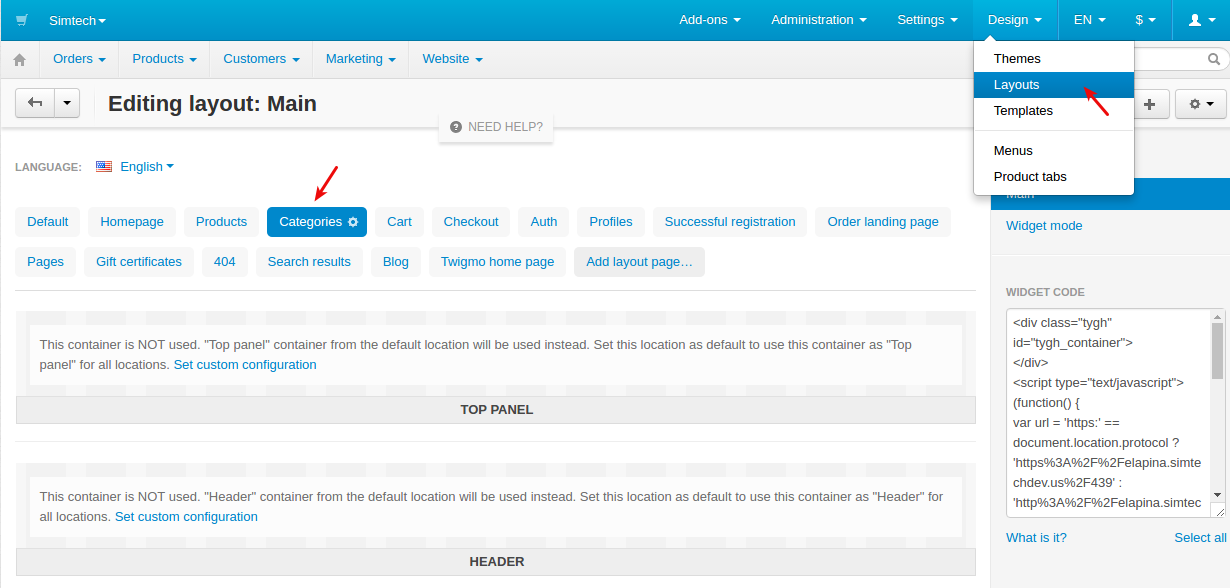 Simtech
Add-ons
Administration
Settings
Design
EN
$
Orders
Products
Customers
Marketing
Website
Themes
Layouts
Templates
Menus
Product tabs
Editing layout: Main
NEED HELP?
LANGUAGE:
English
Default
Homepage
Products
Categories
Cart
Checkout
Auth
Profiles
Successful registration
Order landing page
Pages
Gift certificates
404
Search results
Blog
Twigmo home page
Add layout page…
This container is NOT used. "Top panel" container from the default location will be used instead. Set this location as default to use this container as "Top
panel" for all locations. Set custom configuration
TOP PANEL
This container is NOT used. "Header" container from the default location will be used instead. Set this location as default to use this container as "Header" for
all locations. Set custom configuration
HEADER
Main
Widget mode
WIDGET CODE
<div class="tygh"
id="tygh_container">
</div>
<script type="text/javascript">
(function() {
var url = 'https:' ==
document.location.protocol ?
'https%3A%2F%2Felapina.simte
chdev.us%2F439' :
'http%3A%2F%2Felapina.simtec
What is it?
Select all